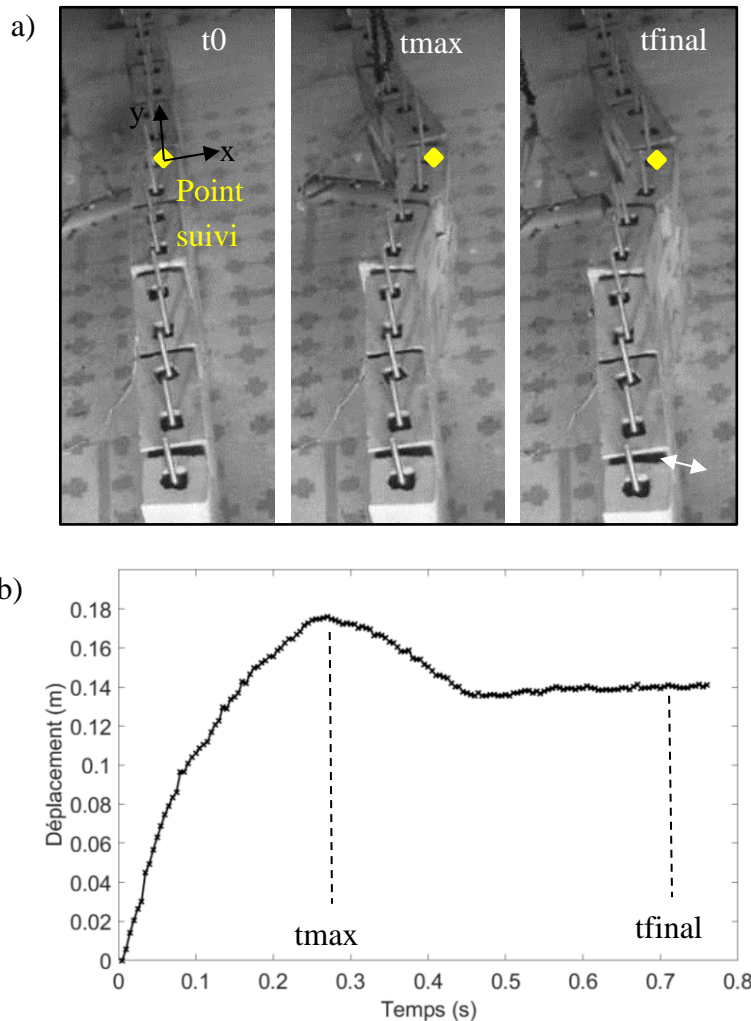 a)
t0
tmax
tfinal
y
x
Point
suivi
b)
0.18
0.16
0.14
0.12
0.1
0.08
0.06
0.04
0.02
0
Déplacement (m)
tmax
tfinal
0 0.1 0.2 0.3 0.4 0.5 0.6 0.7 0.8
Temps (s)